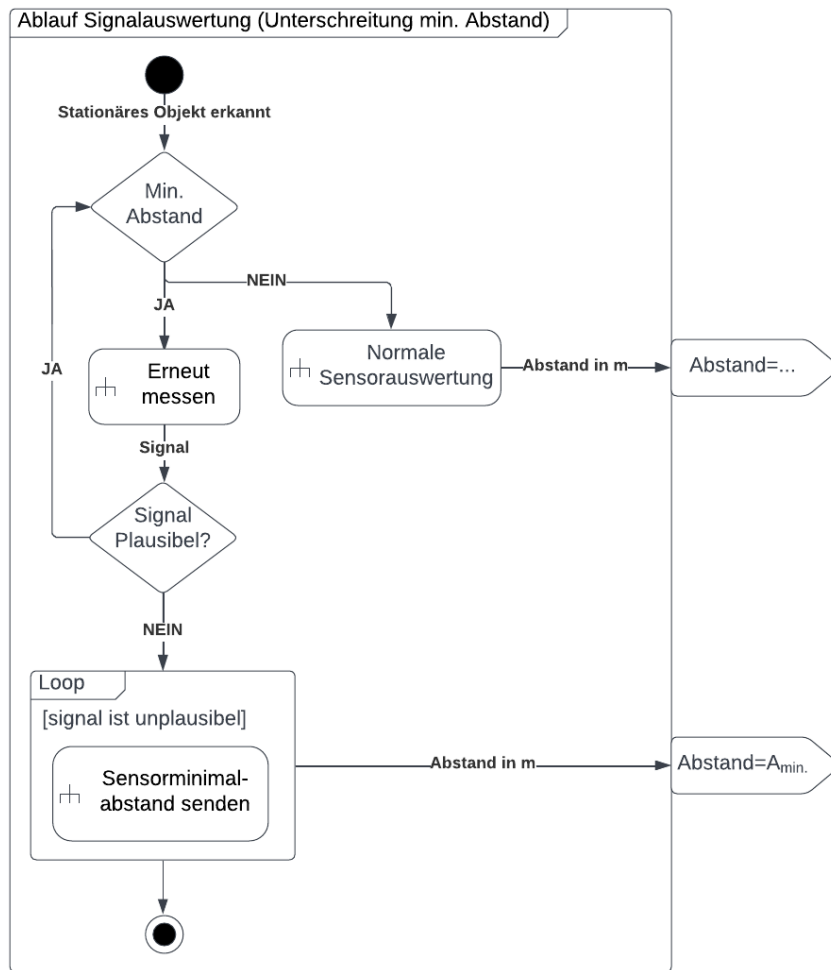 Ablauf Signalauswertung (Unterschreitung min. Abstand)
Stationäres Objekt erkannt
Min.
Abstand
NEIN
JA
Normale
Sensorauswertung
Abstand in m
Abstand=...
JA
Erneut
messen
Signal
Signal
Plausibel?
NEIN
Loop
[signal ist unplausibel]
Sensorminimal-
abstand senden
Abstand in m
Abstand=Amin.